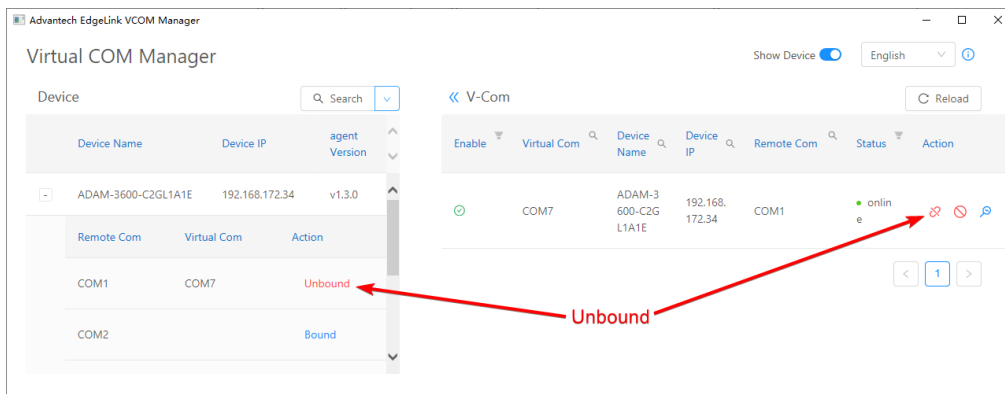 Advantech EdgeLink VCOM Manager
Virtual COM Manager
Show Device
English
Device
Search
V-Com
Reload
Device Name
Device IP
agent
Version
ADAM-3600-C2GL1A1E
192.168.172.34
v1.3.0
Remote Com
Virtual Com
Action
COM1
COM7
Unbound
COM2
Bound
Enable
Virtual Com
Device
Name
Device
IP
Remote Com
Status
Action
COM7
ADAM-3
600-C2G
L1A1E
192.168.
172.34
COM1
onlin
e
< 1 >
Unbound